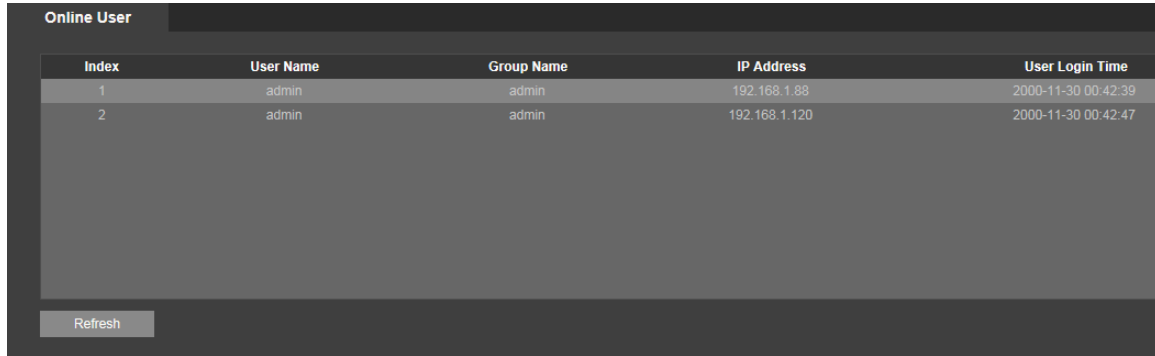 Online User
Index User Name Group Name IP Address User Login Time
1 admin admin 192.168.1.88 2000-11-30 00:42:39
2 admin admin 192.168.1.120 2000-11-30 00:42:47
Refresh